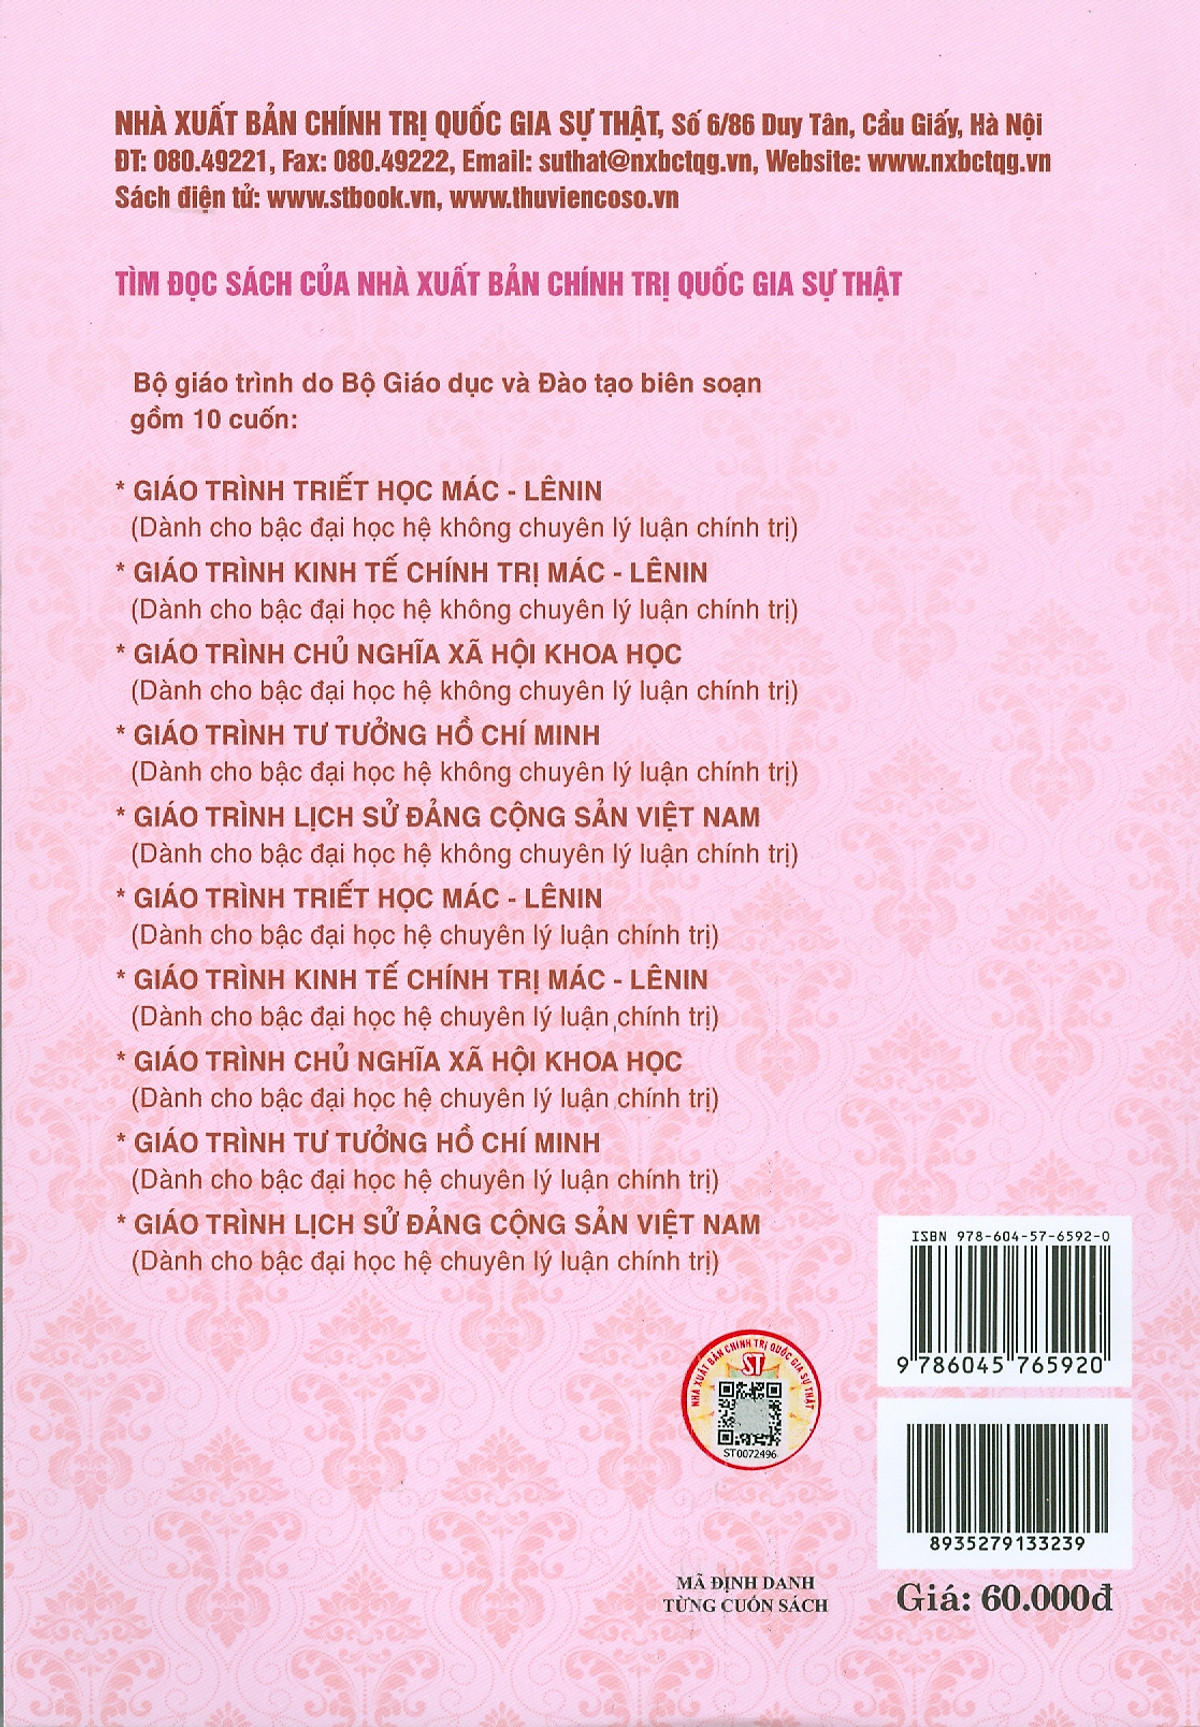 NHÀ XUẤT BẢN CHÍNH TRỊ QUỐC GIA SỰ THẬT, Số 6/86 Duy Tân, Cầu Giấy, Hà Nội
ĐT: 080.49221, Fax: 080.49222, Email: suthat@nxbctqg.vn, Website: www.nxbctqg.vn
Sách điện tử: www.stbook.vn, www.thuviencoso.vn
TÌM ĐỌC SÁCH CỦA NHÀ XUẤT BẢN CHÍNH TRỊ QUỐC GIA SỰ THẬT
Bộ giáo trình do Bộ Giáo dục và Đào tạo biên soạn
gồm 10 cuốn:
* GIÁO TRÌNH TRIẾT HỌC MÁC - LÊNIN
(Dành cho bậc đại học hệ không chuyên lý luận chính trị)
* GIÁO TRÌNH KINH TẾ CHÍNH TRỊ MÁC - LÊNIN
(Dành cho bậc đại học hệ không chuyên lý luận chính trị)
* GIÁO TRÌNH CHỦ NGHĨA XÃ HỘI KHOA HỌC
(Dành cho bậc đại học hệ không chuyên lý luận chính trị)
* GIÁO TRÌNH TƯ TƯỞNG HỒ CHÍ MINH
(Dành cho bậc đại học hệ không chuyên lý luận chính trị)
* GIÁO TRÌNH LỊCH SỬ ĐẢNG CỘNG SẢN VIỆT NAM
(Dành cho bậc đại học hệ không chuyên lý luận chính trị)
* GIÁO TRÌNH TRIẾT HỌC MÁC - LÊNIN
(Dành cho bậc đại học hệ chuyên lý luận chính trị)
* GIÁO TRÌNH KINH TẾ CHÍNH TRỊ MÁC - LÊNIN
(Dành cho bậc đại học hệ chuyên lý luận chính trị)
* GIÁO TRÌNH CHỦ NGHĨA XÃ HỘI KHOA HỌC
(Dành cho bậc đại học hệ chuyên lý luận chính trị)
* GIÁO TRÌNH TƯ TƯỞNG HỒ CHÍ MINH
(Dành cho bậc đại học hệ chuyên lý luận chính trị)
* GIÁO TRÌNH LỊCH SỬ ĐẢNG CỘNG SẢN VIỆT NAM
(Dành cho bậc đại học hệ chuyên lý luận chính trị)
ISBN 978-604-57-6592-0
9 786045 765920
NHÀ XUẤT BẢN CHÍNH TRỊ QUỐC GIA SỰ THẬT
ST
ST0072496
8935279133239
MÃ ĐỊNH DANH
TỪNG CUỐN SÁCH
Giá: 60.000đ